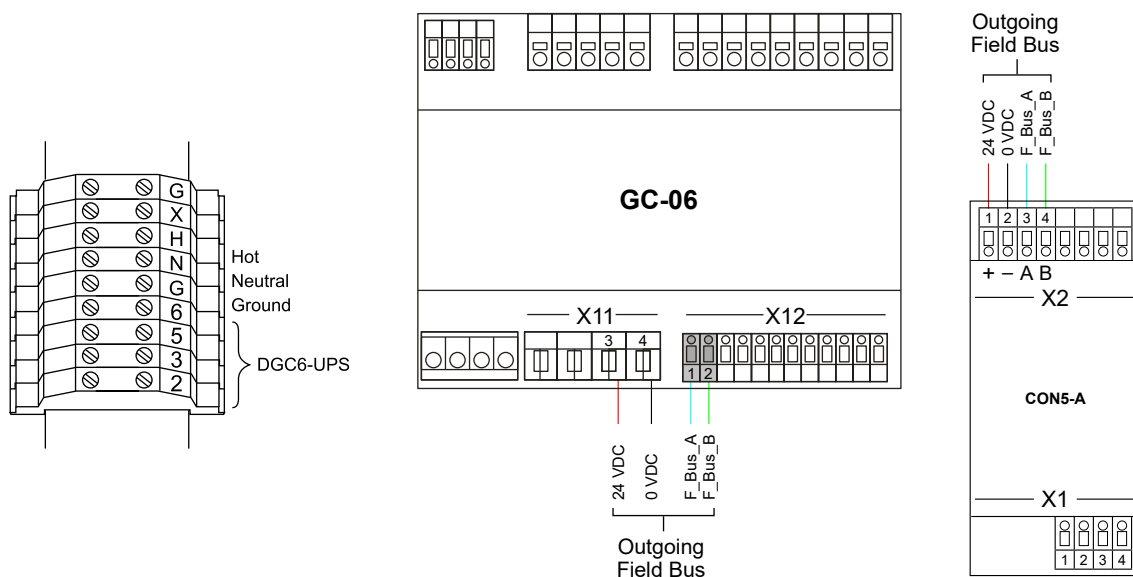 G
X
H
N
G
6
5
3
2
Hot
Neutral
Ground
DGC6-UPS
GC-06
X11
X12
3
4
1
2
24 VDC
0 VDC
F_Bus_A
F_Bus_B
Outgoing
Field Bus
Outgoing
Field Bus
24 VDC
0 VDC
F_Bus_A
F_Bus_B
1 2 3 4
+ – A B
X2
CON5-A
X1
1 2 3 4